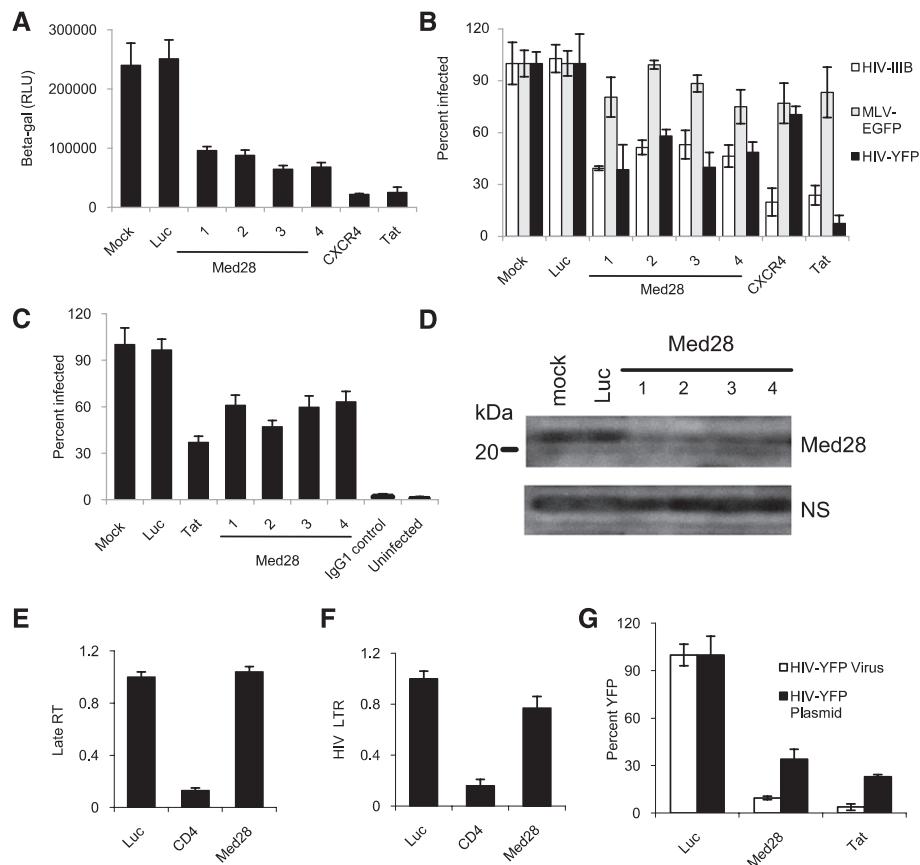 A
Beta-gal (RLU)
300000
200000
100000
0
Mock
Luc
1
2
3
4
CXCR4
Tat
Med28
B
Percent infected
120
90
60
30
0
HIV-IIIB
MLV-
EGFP
HIV-YFP
Mock
Luc
1
2
3
4
CXCR4
Tat
Med28
C
Percent infected
120
90
60
30
0
Mock
Luc
Tat
1
2
3
4
IgG1 control
Uninfected
Med28
D
Med28
mock
Luc
1 2 3 4
kDa
20
Med28
NS
E
Late RT
1.2
0.8
0.4
0
Luc
CD4
Med28
F
HIV LTR
1.2
0.8
0.4
0
Luc
CD4
Med28
G
Percent YFP
120
90
60
30
0
HIV-YFP Virus
HIV-YFP
Plasmid
Luc
Med28
Tat